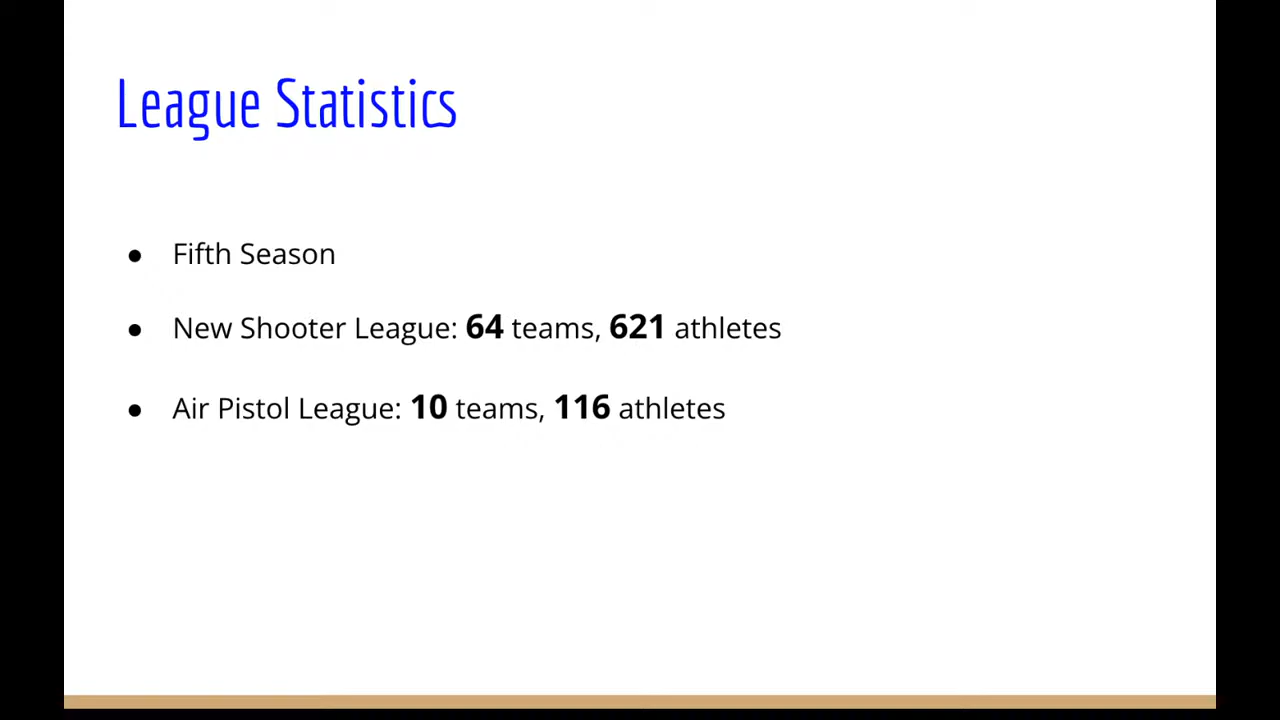 League Statistics
● Fifth Season
● New Shooter League: 64 teams, 621 athletes
● Air Pistol League: 10 teams, 116 athletes